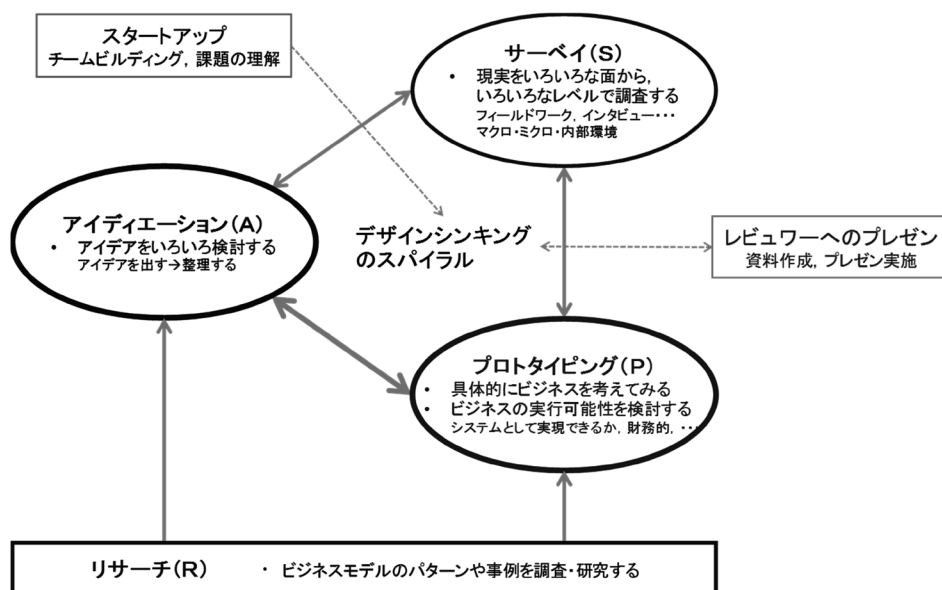 スタートアップ
チームビルディング, 課題の理解
サーベイ(S)
• 現実をいろいろな面から,
いろいろなレベルで調査する
フィールドワーク, インタビュー･･･
マクロ･ミクロ･内部環境
アイディエーション(A)
• アイデアをいろいろ検討する
アイデアを出す→整理する
デザインシンキング
のスパイラル
レビュワーへのプレゼン
資料作成, プレゼン実施
プロトタイピング(P)
• 具体的にビジネスを考えてみる
• ビジネスの実行可能性を検討する
システムとして実現できるか, 財務的, ･･･
リサーチ(R) ･ ビジネスモデルのパターンや事例を調査･研究する